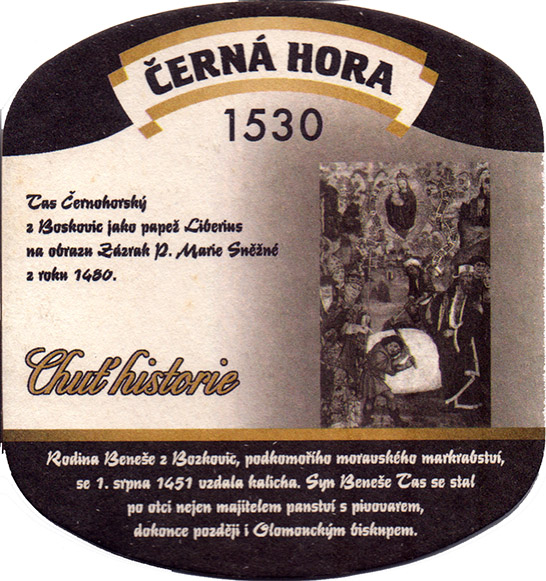 ČERNÁ HORA
1530
Tas Černohorský
z Boskovic jako papež Liberius
na obrazu Zázrak P. Marie Sněžné
z roku 1480.
Chuť historie
Rodina Beneše z Bozkovic, podkomořího moravského markrabství,
se 1. srpna 1451 vzdala kalicha. Syn Beneše Tas se stal
po otci nejen majitelem panství s pivovarem,
dokonce později i Olomouckým biskupem.